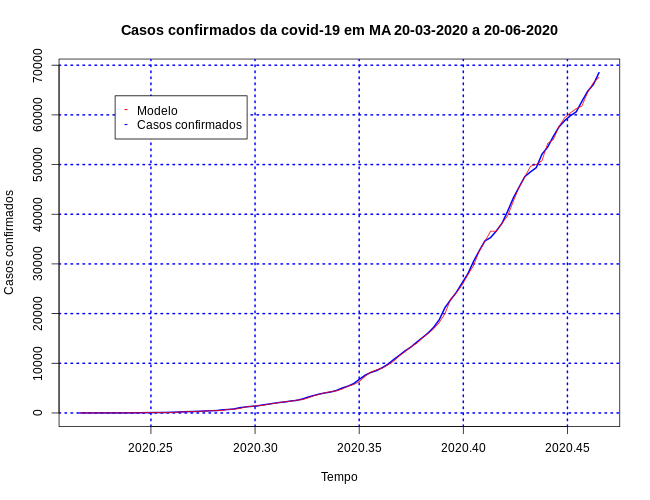 Casos confirmados da covid-19 em MA 20-03-2020 a 20-06-2020
70000
60000
50000
40000
30000
20000
10000
0
Casos confirmados
- Modelo
- Casos confirmados
2020.25 2020.30 2020.35 2020.40 2020.45
Tempo